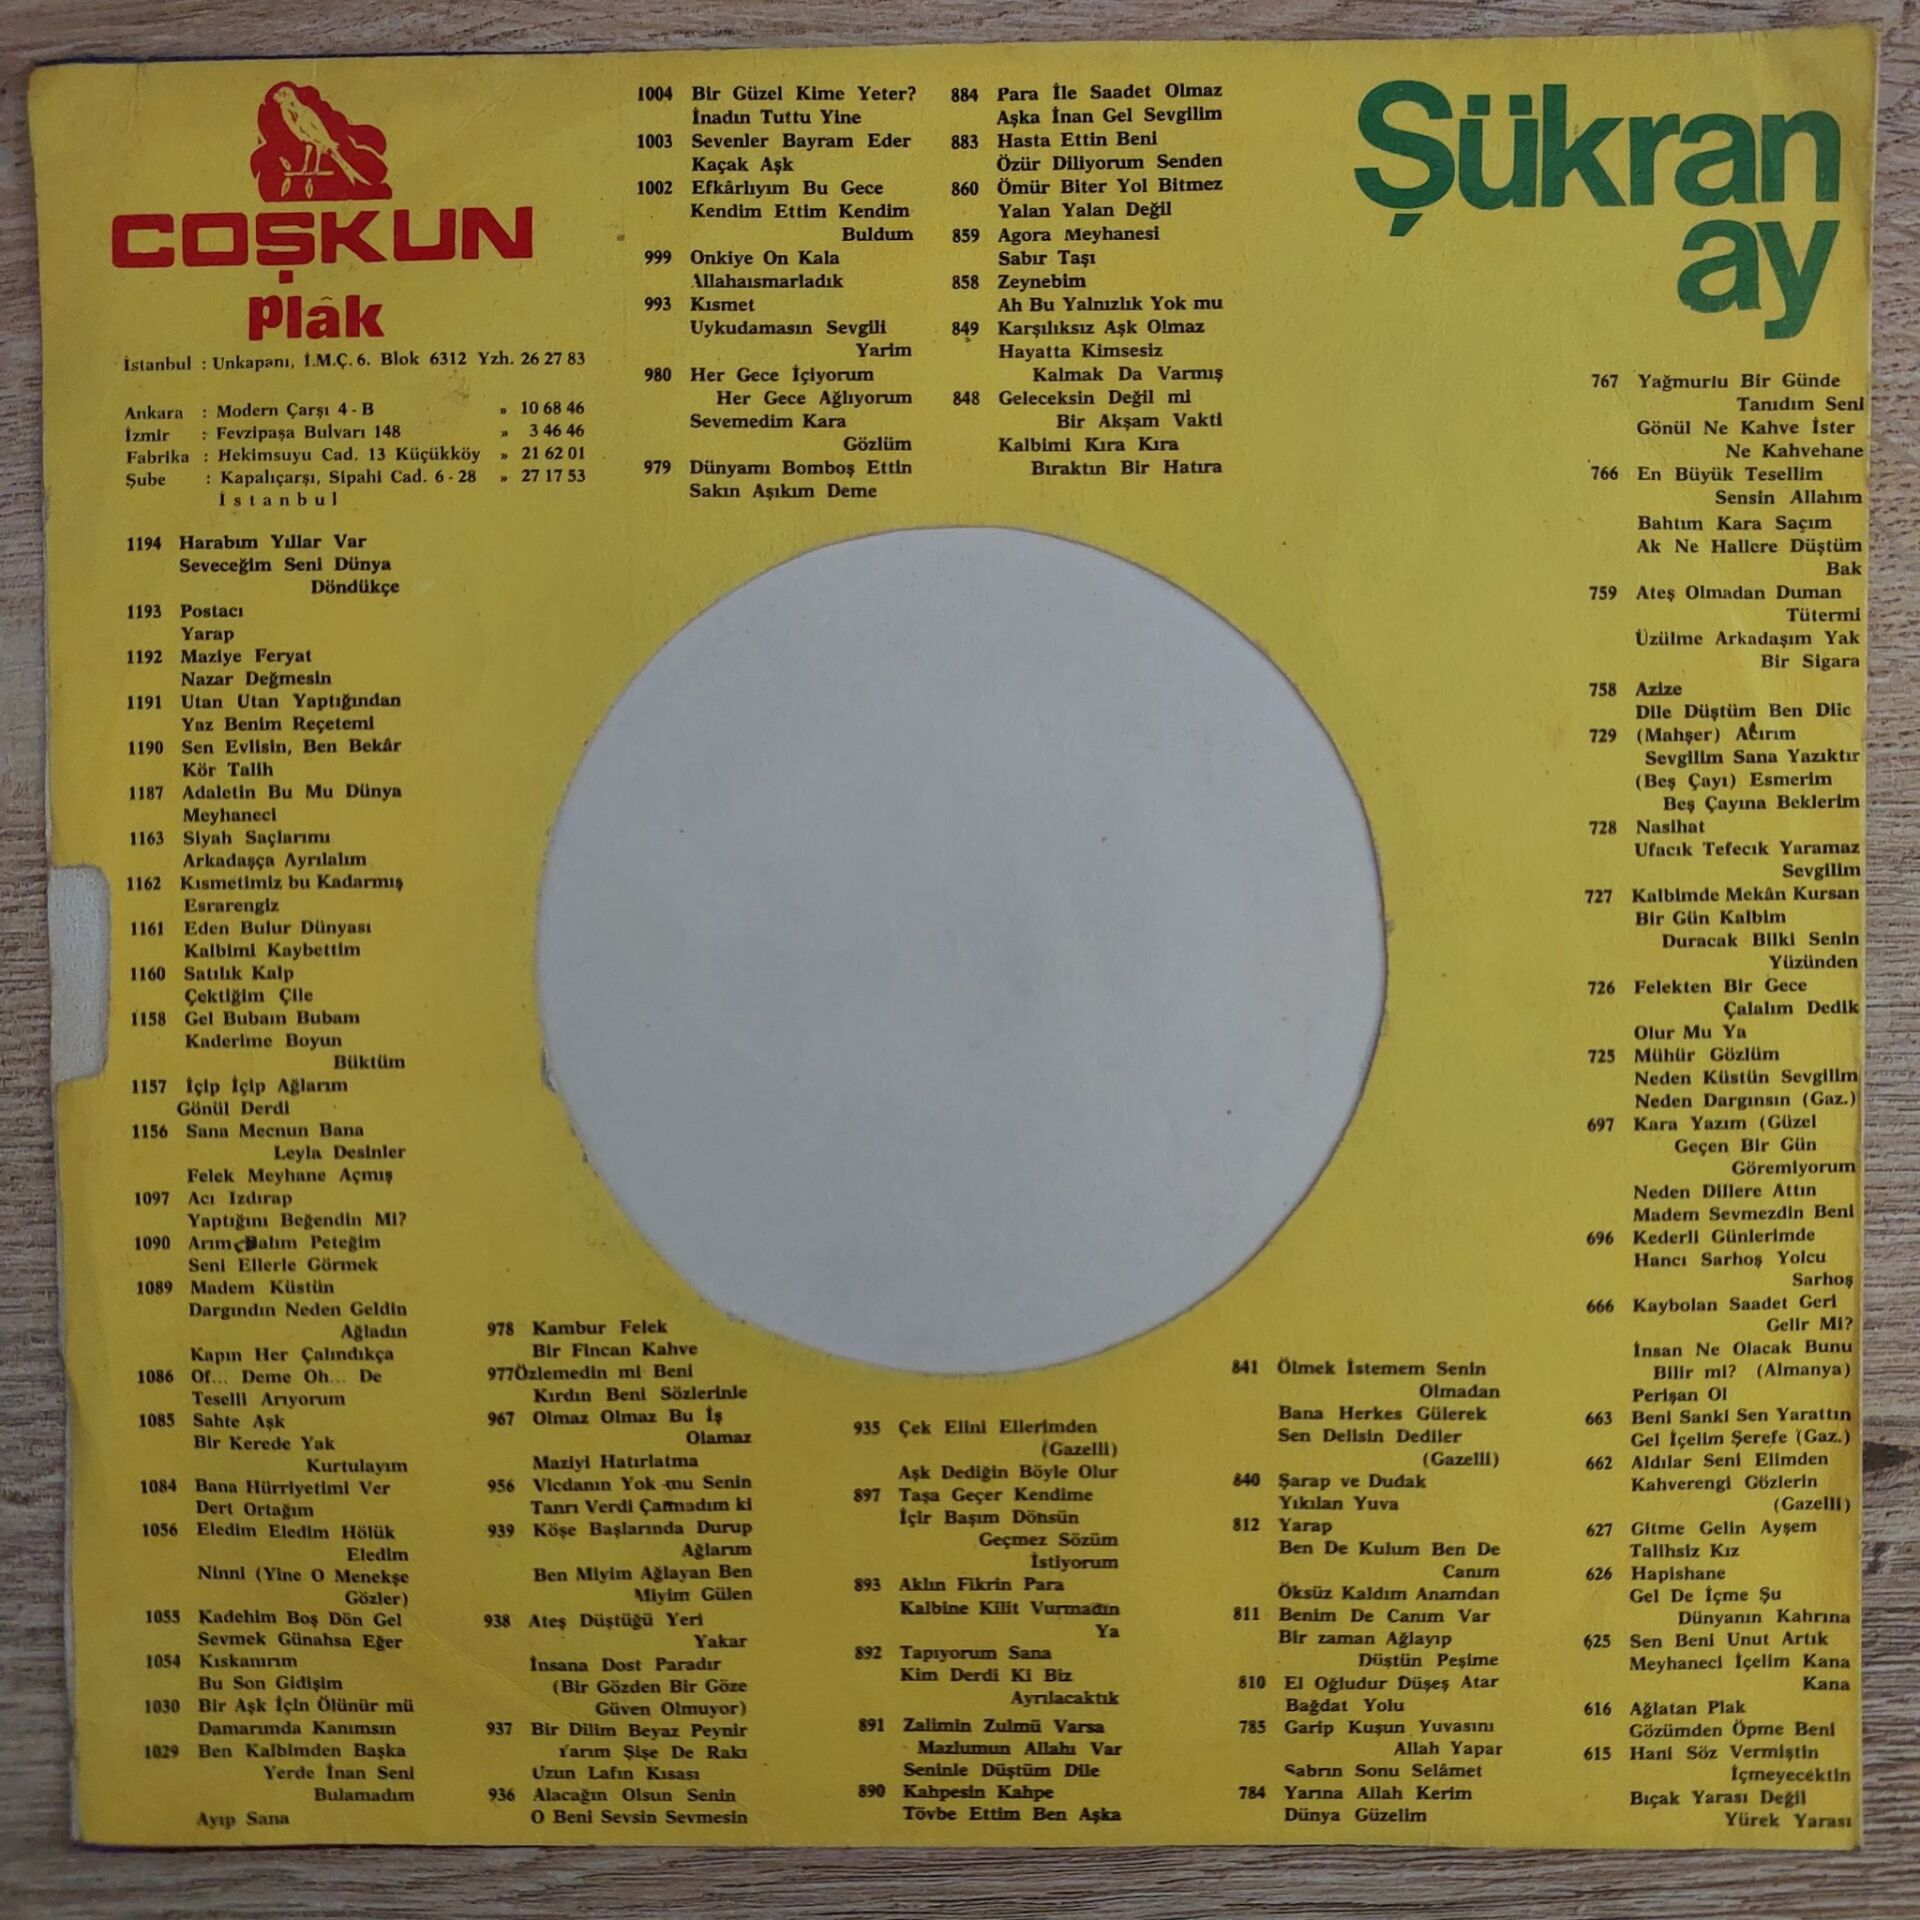 COŞKUN
Plâk
İstanbul : Unkapanı, İ.M.Ç. 6. Blok 6312 Yzh. 26 27 83
Ankara : Modern Çarşı 4 - B » 10 68 46
İzmir : Fevzipaşa Bulvarı 148 » 3 46 46
Fabrika : Hekimsuyu Cad. 13 Küçükköy » 21 62 01
Şube : Kapalıçarşı, Sipahi Cad. 6 - 28 » 27 17 53
İstanbul
1194 Harabım Yıllar Var
Seveceğim Seni Dünya
Döndükçe
1193 Postacı
Yarap
1192 Maziye Feryat
Nazar Değmesin
1191 Utan Utan Yaptığından
Yaz Benim Reçetemi
1190 Sen Evlisin, Ben Bekâr
Kör Talih
1187 Adaletin Bu Mu Dünya
Meyhaneci
1163 Siyah Saçlarımı
Arkadaşça Ayrılalım
1162 Kısmetimiz bu Kadarmış
Esrarengiz
1161 Eden Bulur Dünyası
Kalbimi Kaybettim
1160 Satılık Kalp
Çektiğim Çile
1158 Gel Bubam Bubam
Kaderime Boyun
Büktüm
1157 İçip İçip Ağlarım
Gönül Derdi
1156 Sana Mecnun Bana
Leyla Desinler
Felek Meyhane Açmış
1097 Acı Izdırap
Yaptığını Beğendin Mi?
1090 Arım Balım Peteğim
Seni Ellerle Görmek
1089 Madem Küstün
Dargındın Neden Geldin
Ağladın
Kapın Her Çalındıkça
1086 Of... Deme Oh... De
Teselli Arıyorum
1085 Sahte Aşk
Bir Kerede Yak
Kurtulayım
1084 Bana Hürriyetimi Ver
Dert Ortağım
1056 Eledim Eledim Hölük
Eledim
Ninni (Yine O Menekşe
Gözler)
1055 Kadehim Boş Dön Gel
Sevmek Günahsa Eğer
1054 Kıskanırım
Bu Son Gidişim
1030 Bir Aşk İçin Ölünür mü
Damarımda Kanımsın
1029 Ben Kalbimden Başka
Yerde İnan Seni
Bulamadım
Ayıp Sana
1004 Bir Güzel Kime Yeter?
İnadın Tuttu Yine
1003 Sevenler Bayram Eder
Kaçak Aşk
1002 Efkârlıyım Bu Gece
Kendim Ettim Kendim
Buldum
999 Onkiye On Kala
Allahaısmarladık
993 Kısmet
Uykudamasın Sevgili
Yarim
980 Her Gece İçiyorum
Her Gece Ağlıyorum
Sevemedim Kara
Gözlüm
979 Dünyamı Bomboş Ettin
Sakın Aşıkım Deme
978 Kambur Felek
Bir Fincan Kahve
977Özlemedin mi Beni
Kırdın Beni Sözlerinle
967 Olmaz Olmaz Bu İş
Olamaz
Maziyi Hatırlatma
956 Vicdanın Yok mu Senin
Tanrı Verdi Çarmadım ki
939 Köşe Başlarında Durup
Ağlarım
Ben Miyim Ağlayan Ben
Miyim Gülen
938 Ateş Düştüğü Yeri
Yakar
İnsana Dost Paradır
(Bir Gözden Bir Göze
Güven Olmuyor)
937 Bir Dilim Beyaz Peynir
Yarım Şişe De Rakı
Uzun Lafın Kısası
936 Alacağın Olsun Senin
O Beni Sevsin Sevmesin
884 Para İle Saadet Olmaz
Aşka İnan Gel Sevgilim
883 Hasta Ettin Beni
Özür Diliyorum Senden
860 Ömür Biter Yol Bitmez
Yalan Yalan Değil
859 Agora Meyhanesi
Sabır Taşı
858 Zeynebim
Ah Bu Yalnızlık Yok mu
849 Karşılıksız Aşk Olmaz
Hayatta Kimsesiz
Kalmak Da Varmış
848 Geleceksin Değil mi
Bir Akşam Vakti
Kalbimi Kıra Kıra
Bıraktın Bir Hatıra
935 Çek Elini Ellerimden
(Gazelli)
Aşk Dediğin Böyle Olur
897 Taşa Geçer Kendime
İçir Başım Dönsün
Geçmez Sözüm
İstiyorum
893 Aklın Fikrin Para
Kalbine Kilit Vurmadın
Ya
892 Tapıyorum Sana
Kim Derdi Ki Biz
Ayrılacaktık
891 Zalimin Zulmü Varsa
Mazlumun Allahı Var
Seninle Düştüm Dile
890 Kahpesin Kahpe
Tövbe Ettim Ben Aşka
841 Ölmek İstemem Senin
Olmadan
Bana Herkes Gülerek
Sen Delisin Dediler
(Gazelli)
840 Şarap ve Dudak
Yıkılan Yuva
812 Yarap
Ben De Kulum Ben De
Canım
Öksüz Kaldım Anamdan
811 Benim De Canım Var
Bir zaman Ağlayıp
Düştün Peşime
810 El Oğludur Düşeş Atar
Bağdat Yolu
785 Garip Kuşun Yuvasını
Allah Yapar
Sabrın Sonu Selâmet
784 Yarına Allah Kerim
Dünya Güzelim
Şükran
ay
767 Yağmurlu Bir Günde
Tanıdım Seni
Gönül Ne Kahve İster
Ne Kahvehane
766 En Büyük Tesellim
Sensin Allahım
Bahtım Kara Saçım
Ak Ne Hallere Düştüm
Bak
759 Ateş Olmadan Duman
Tütermi
Üzülme Arkadaşım Yak
Bir Sigara
758 Azize
Dile Düştüm Ben Dile
729 (Mahşer) Acırım
Sevgilim Sana Yazıktır
(Beş Çayı) Esmerim
Beş Çayına Beklerim
728 Nasihat
Ufacık Tefecık Yaramaz
Sevgilim
727 Kalbimde Mekân Kursan
Bir Gün Kalbim
Duracak Bilki Senin
Yüzünden
726 Felekten Bir Gece
Çalalım Dedik
Olur Mu Ya
725 Mühür Gözlüm
Neden Küstün Sevgilim
Neden Dargınsın (Gaz.)
697 Kara Yazım (Güzel
Geçen Bir Gün
Göremiyorum
Neden Dillere Attın
Madem Sevmezdin Beni
696 Kederli Günlerimde
Hancı Sarhoş Yolcu
Sarhoş
666 Kaybolan Saadet Geri
Gelir Mi?
İnsan Ne Olacak Bunu
Bilir mi? (Almanya)
Perişan Ol
663 Beni Sanki Sen Yarattın
Gel İçelim Şerefe (Gaz.)
662 Aldılar Seni Elimden
Kahverengi Gözlerin
(Gazelli)
627 Gitme Gelin Ayşem
Talihsiz Kız
626 Hapishane
Gel De İçme Şu
Dünyanın Kahrına
625 Sen Beni Unut Artık
Meyhaneci İçelim Kana
Kana
616 Ağlatan Plak
Gözümden Öpme Beni
615 Hani Söz Vermiştin
İçmeyecektin
Bıçak Yarası Değil
Yürek Yarası